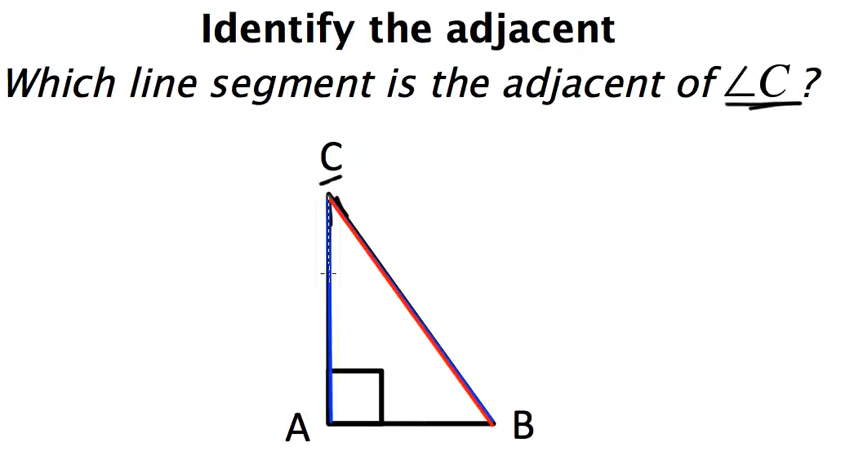 Identify the adjacent
Which line segment is the adjacent of ∠C ?
C
A
B